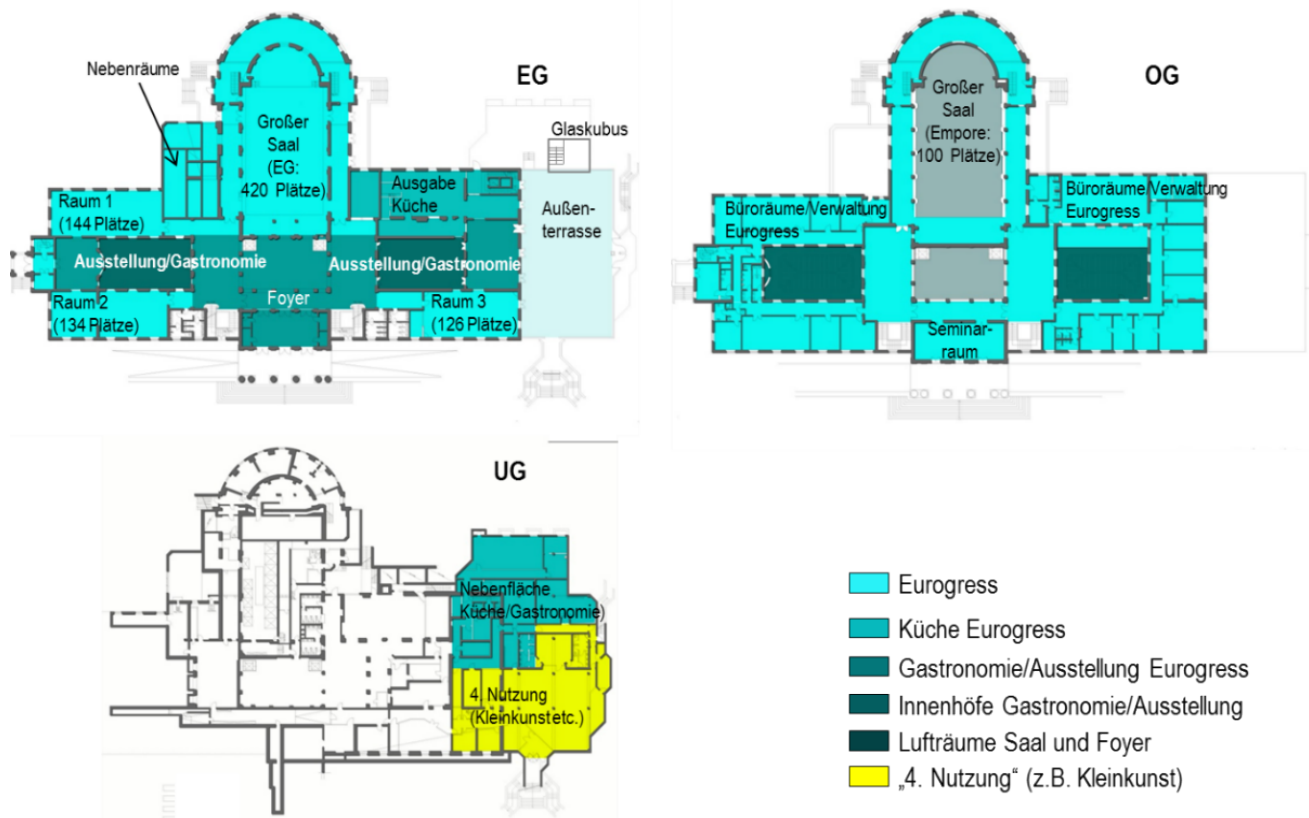 EG
Nebenräume
Großer
Saal
(EG:
420 Plätze)
Glaskubus
Ausgabe
Küche
Raum 1
(144 Plätze)
Außen-
terrasse
Ausstellung/Gastronomie
Ausstellung/Gastronomie
Foyer
Raum 2
(134 Plätze)
Raum 3
(126 Plätze)
OG
Großer
Saal
(Empore:
100 Plätze)
Büroräume/Verwaltung
Eurogress
Büroräume/Verwaltung
Eurogress
Seminar-
raum
UG
Nebenfläche
Küche/Gastronomie)
4. Nutzung
(Kleinkunst etc.)
Eurogress
Küche Eurogress
Gastronomie/Ausstellung Eurogress
Innenhöfe Gastronomie/Ausstellung
Lufträume Saal und Foyer
„4. Nutzung“ (z.B. Kleinkunst)